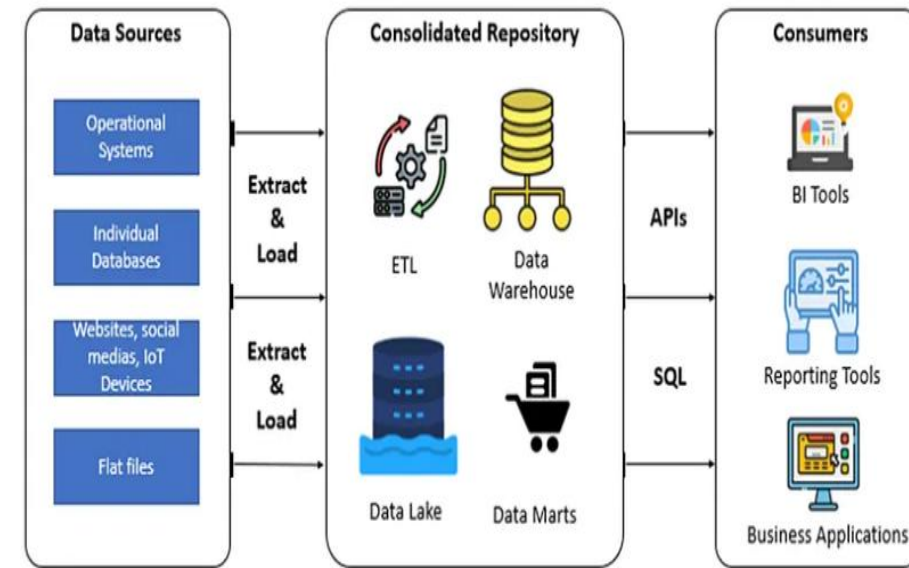 Data Sources
Operational
Systems
Individual
Databases
Websites, social
medias, IoT
Devices
Flat files
Extract
&
Load
Extract
&
Load
Consolidated Repository
ETL
Data
Warehouse
Data Lake
Data Marts
APIs
SQL
Consumers
BI Tools
Reporting Tools
Business Applications